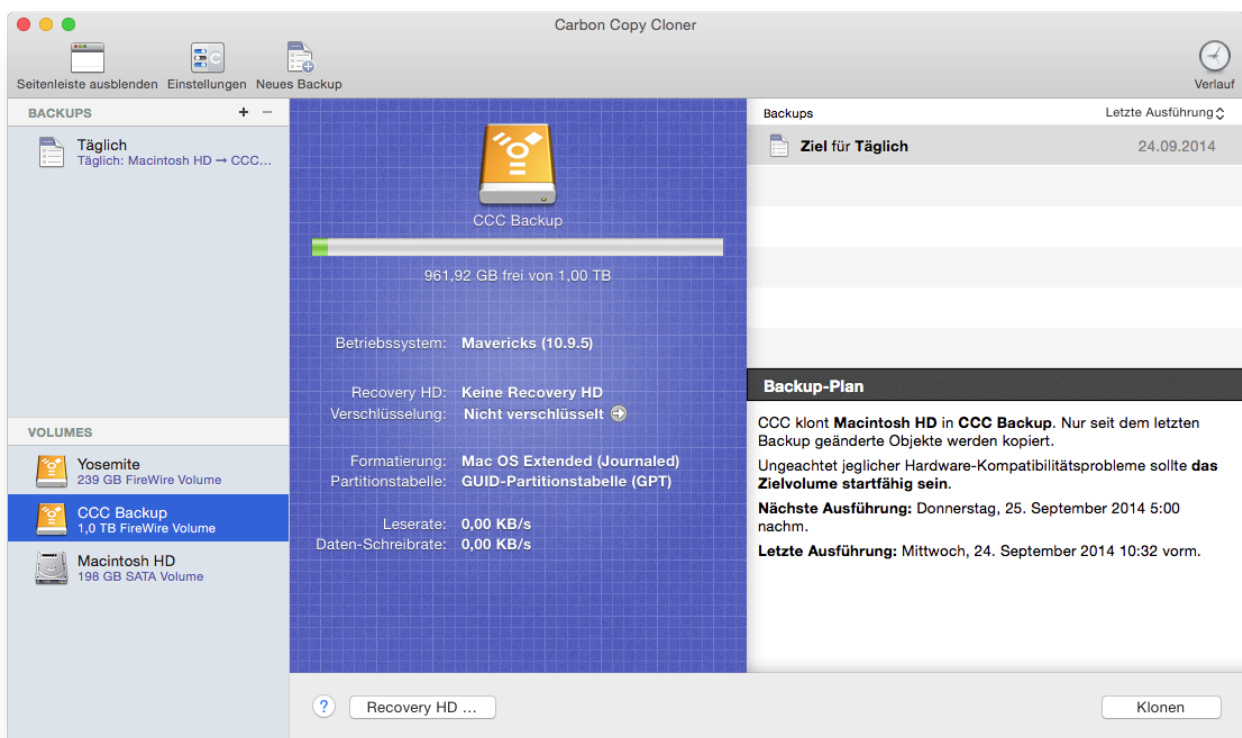 Carbon Copy Cloner
Seitenleiste ausblenden Einstellungen Neues Backup
Verlauf
BACKUPS + −
Täglich
Täglich: Macintosh HD → CCC...
VOLUMES
Yosemite
239 GB FireWire Volume
CCC Backup
1,0 TB FireWire Volume
Macintosh HD
198 GB SATA Volume
CCC Backup
961,92 GB frei von 1,00 TB
Betriebssystem: Mavericks (10.9.5)
Recovery HD: Keine Recovery HD
Verschlüsselung: Nicht verschlüsselt
Formatierung: Mac OS Extended (Journaled)
Partitionstabelle: GUID-Partitionstabelle (GPT)
Leserate: 0,00 KB/s
Daten-Schreibrate: 0,00 KB/s
Backups Letzte Ausführung
Ziel für Täglich 24.09.2014
Backup-Plan
CCC klont Macintosh HD in CCC Backup. Nur seit dem letzten
Backup geänderte Objekte werden kopiert.
Ungeachtet jeglicher Hardware-Kompatibilitätsprobleme sollte das
Zielvolume startfähig sein.
Nächste Ausführung: Donnerstag, 25. September 2014 5:00
nachm.
Letzte Ausführung: Mittwoch, 24. September 2014 10:32 vorm.
? Recovery HD ...
Klonen